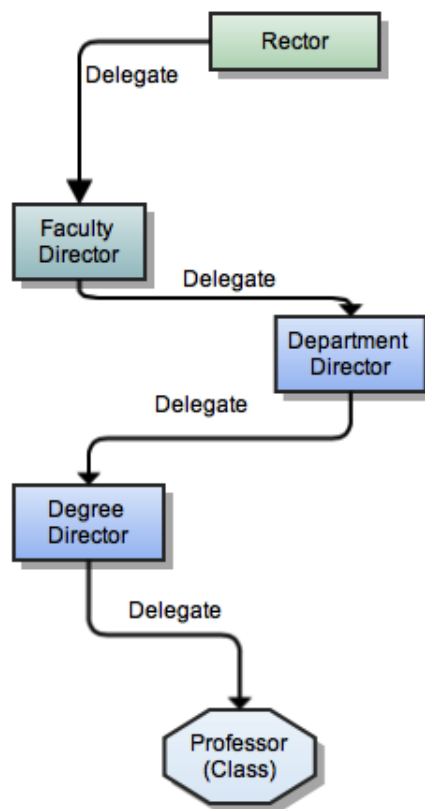 Rector
Delegate
Faculty
Director
Delegate
Department
Director
Delegate
Degree
Director
Delegate
Professor
(Class)